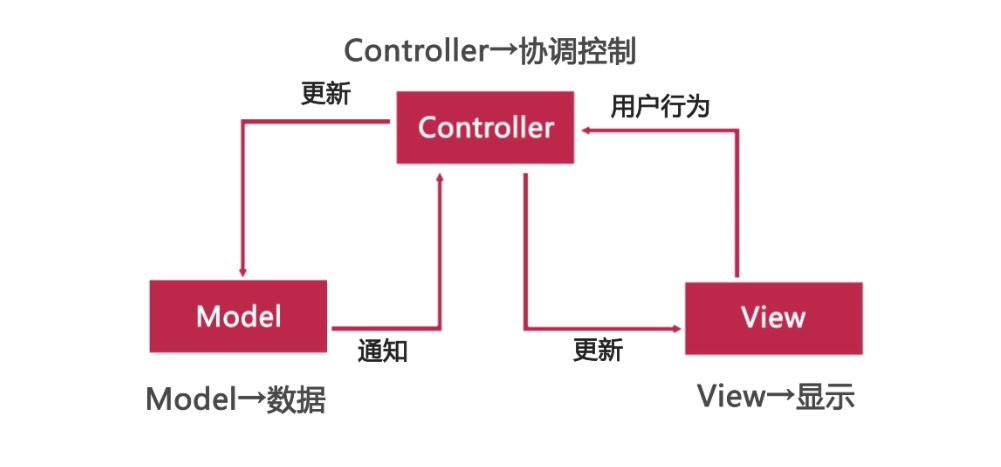 Controller→协调控制
更新
用户行为
Controller
Model
View
通知
更新
Model→数据
View→显示